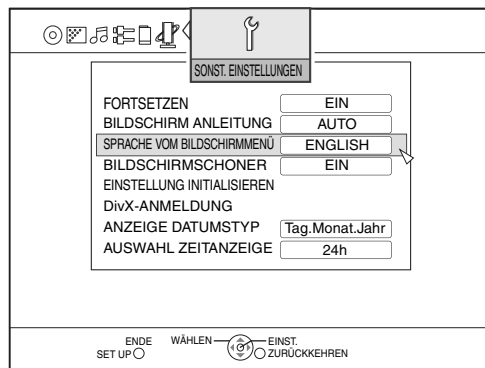 SONST. EINSTELLUNGEN
FORTSETZEN EIN
BILDSCHIRM ANLEITUNG AUTO
SPRACHE VOM BILDSCHIRMMENÜ ENGLISH
BILDSCHIRMSCHONER EIN
EINSTELLUNG INITIALISIEREN
DivX-ANMELDUNG
ANZEIGE DATUMSTYP Tag.Monat.Jahr
AUSWAHL ZEITANZEIGE 24h
ENDE WÄHLEN EINST.
SET UP ZURÜCKKEHREN